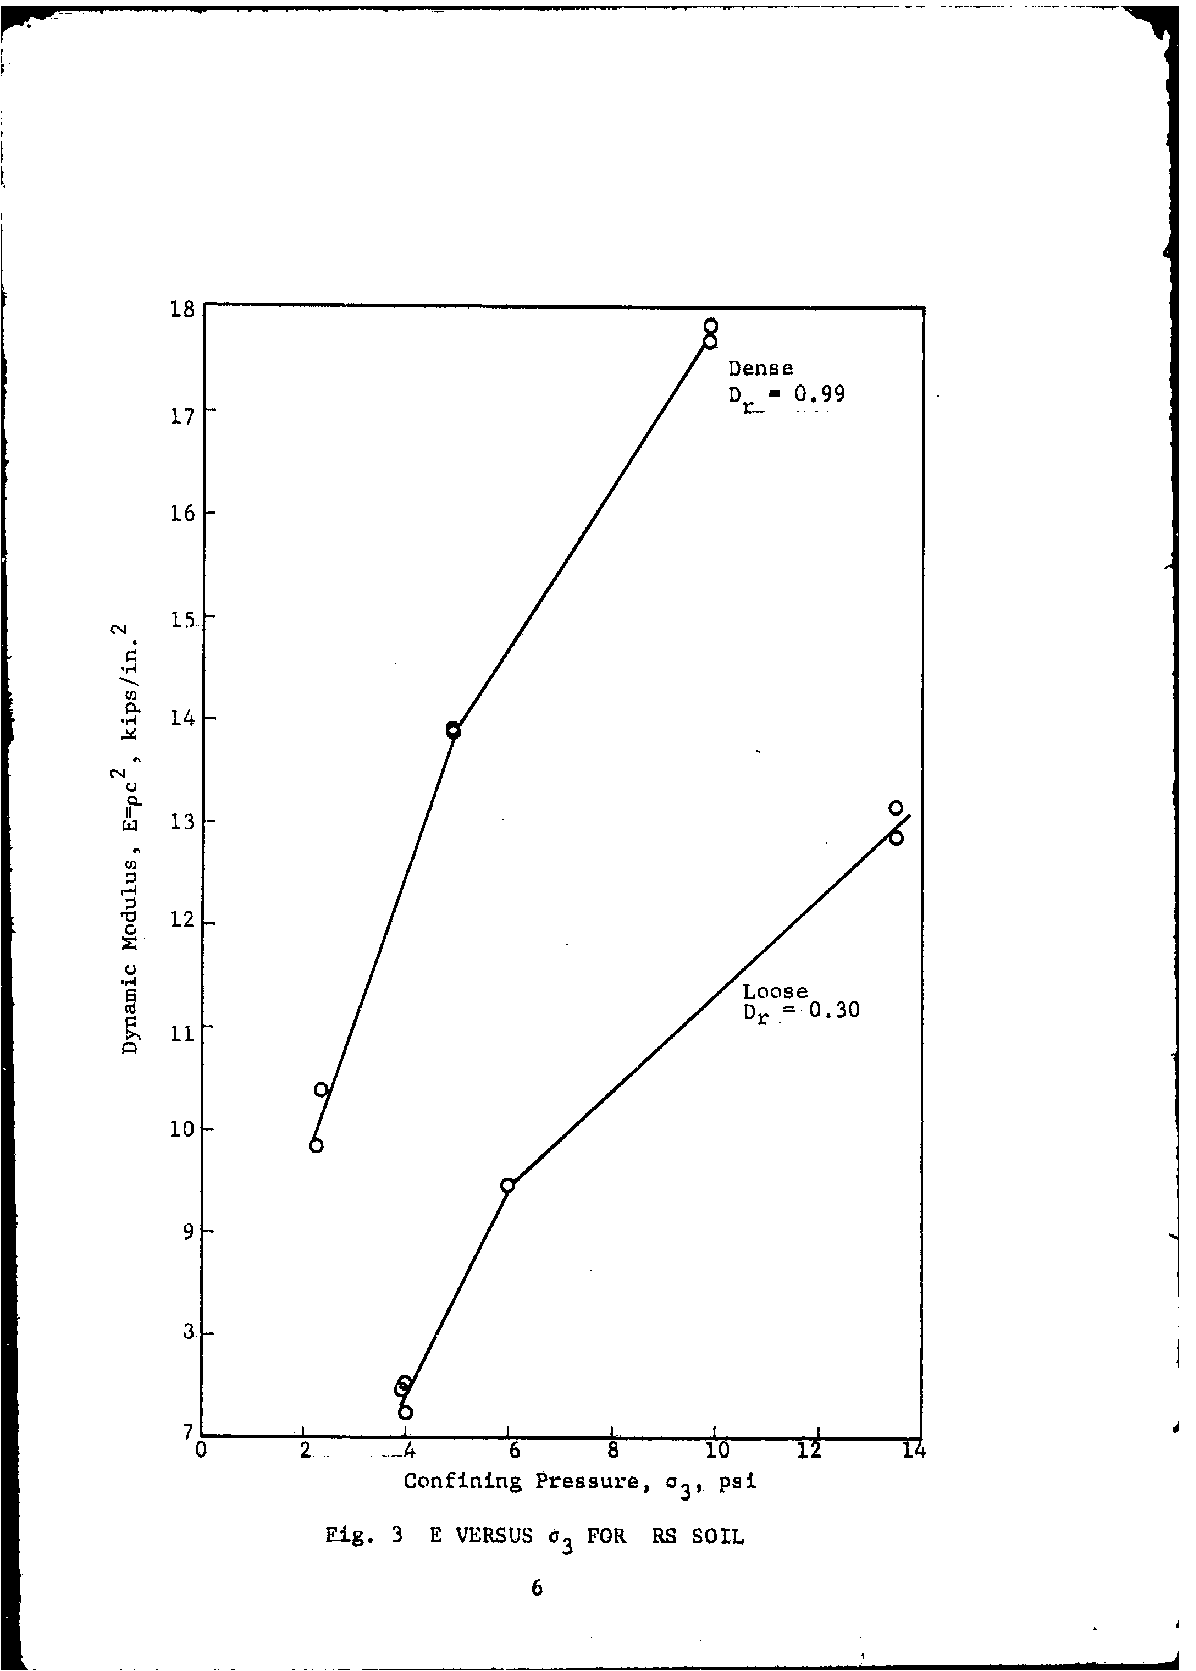 18
17
16
15
14
13
12
11
10
9
3
7
0 2 4 6 8 10 12 14
Dynamic Modulus, E=ρc², kips/in.²
Dense
Dr = 0.99
Loose
Dr = 0.30
Confining Pressure, σ3, psi
Fig. 3 E VERSUS σ3 FOR RS SOIL
6